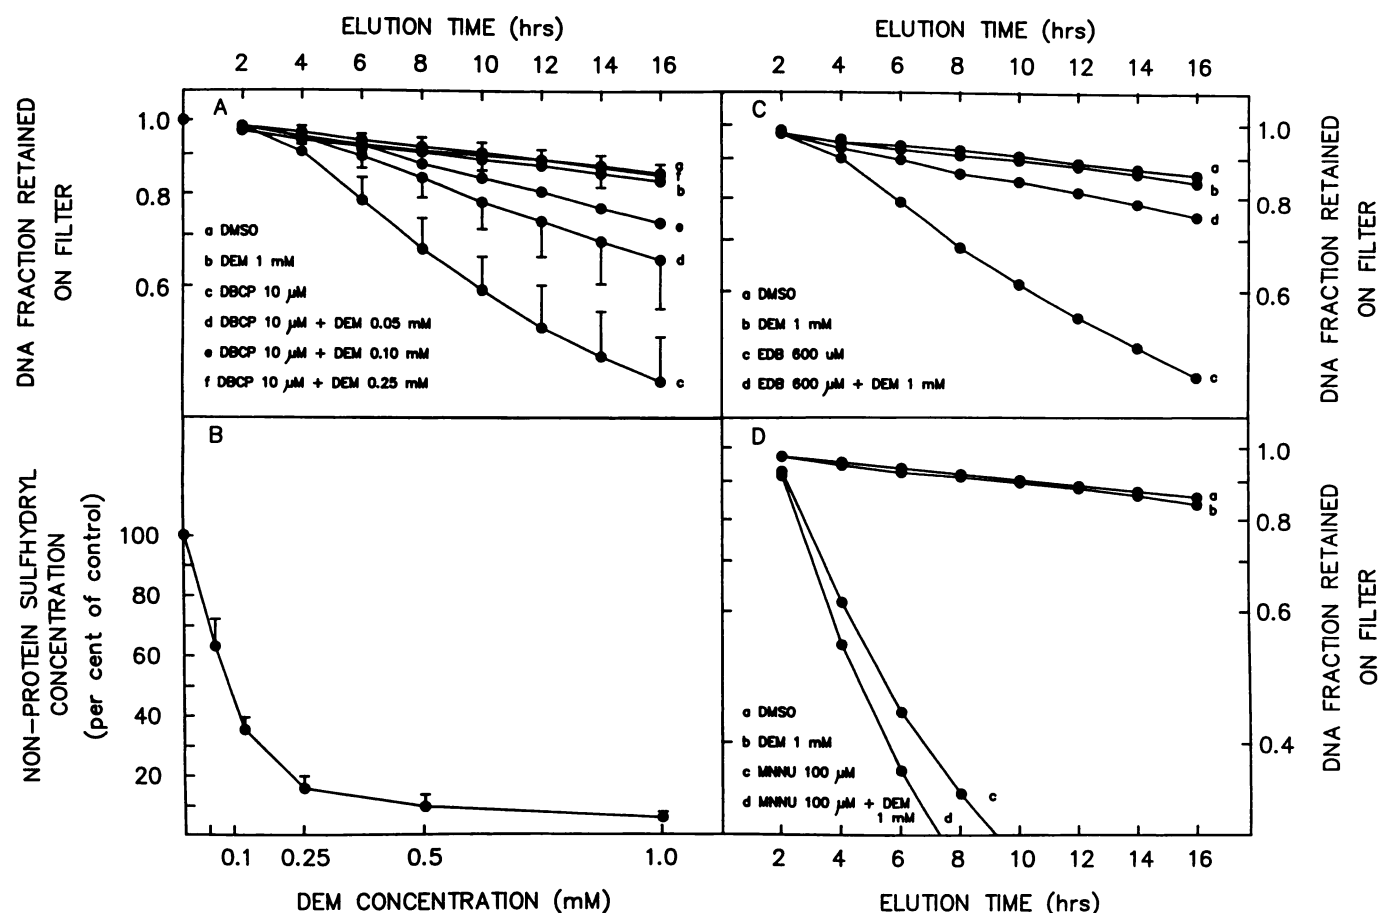 ELUTION TIME (hrs)
2 4 6 8 10 12 14 16
DNA FRACTION RETAINED
ON FILTER
1.0
0.8
0.6
A
a DMSO
b DEM 1 mM
c DBCP 10 μM
d DBCP 10 μM + DEM 0.05 mM
e DBCP 10 μM + DEM 0.10 mM
f DBCP 10 μM + DEM 0.25 mM
a
f
b
e
d
c
ELUTION TIME (hrs)
2 4 6 8 10 12 14 16
C
a DMSO
b DEM 1 mM
c EDB 600 uM
d EDB 600 μM + DEM 1 mM
a
b
d
c
1.0
0.8
0.6
DNA FRACTION RETAINED
ON FILTER
B
NON-PROTEIN SULFHYDRYL
CONCENTRATION
(per cent of control)
100
80
60
40
20
0.1 0.25 0.5 1.0
DEM CONCENTRATION (mM)
D
a
b
a DMSO
b DEM 1 mM
c MNNU 100 μM
d MNNU 100 μM + DEM
1 mM
c
d
1.0
0.8
0.6
0.4
DNA FRACTION RETAINED
ON FILTER
2 4 6 8 10 12 14 16
ELUTION TIME (hrs)